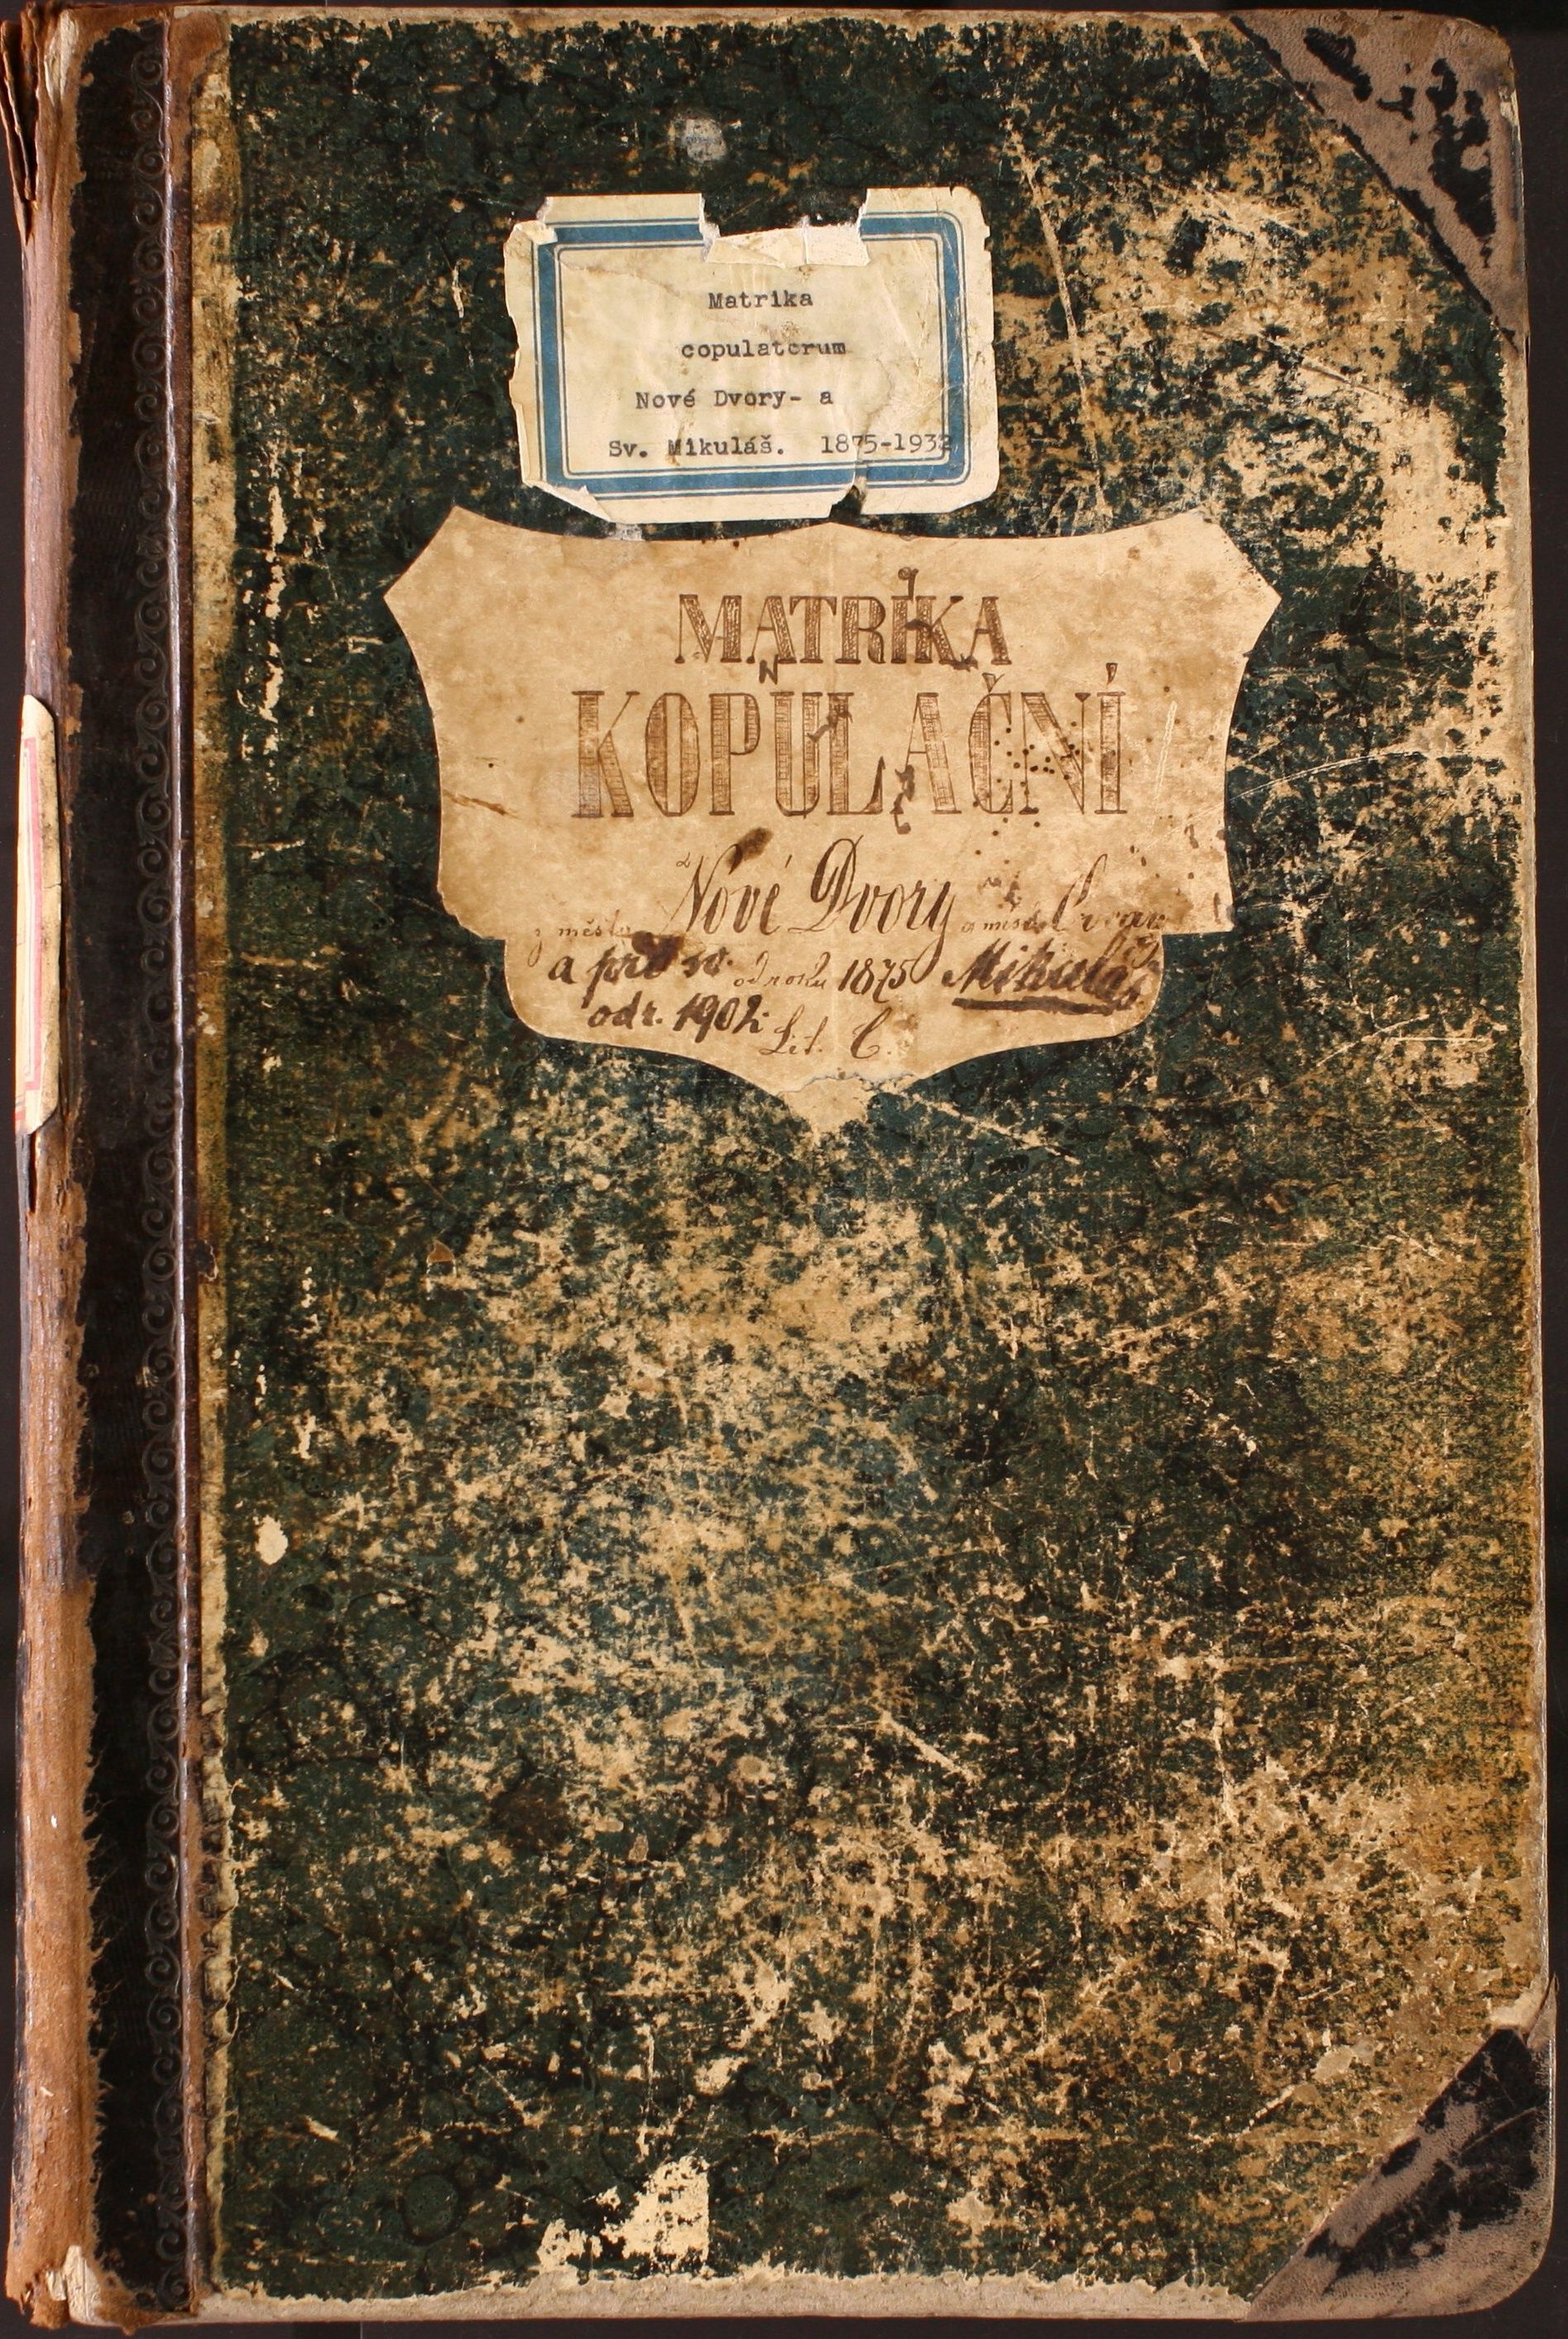 Matrika
copulatorum
Nové Dvory- a
Sv. Mikuláš. 1875-1932
MATRIKA
KOPULAČNÍ
z města Nové Dvory a
a pro sv. od roku 1875 Mikuláš
od r. 1902 Lit. C.